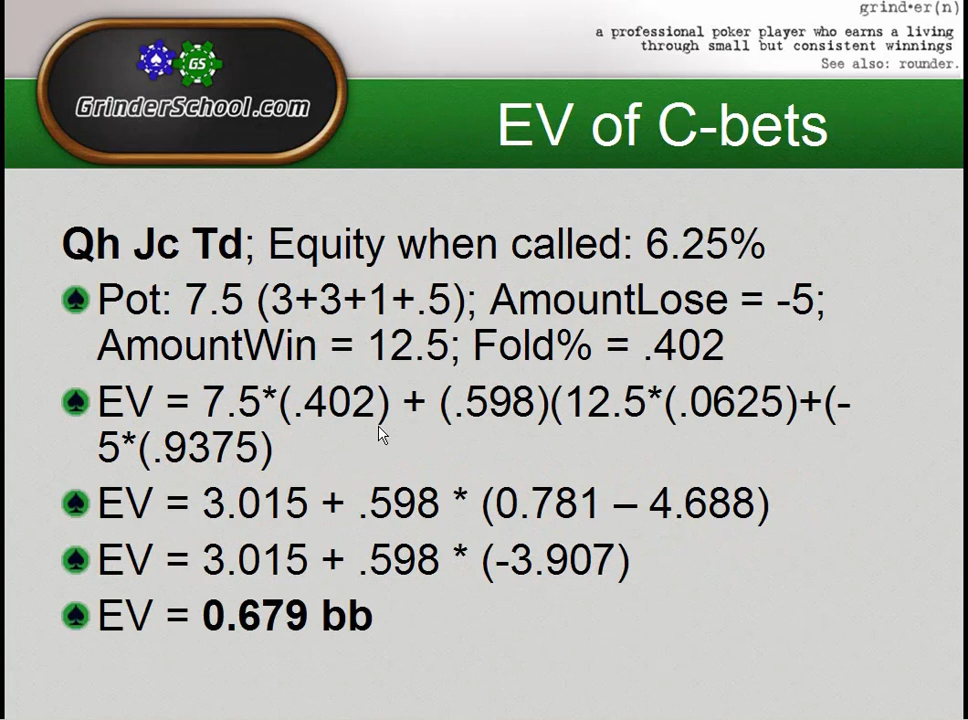 grind•er(n)
a professional poker player who earns a living
through small but consistent winnings
See also: rounder.
GS
GrinderSchool.com
EV of C-bets
Qh Jc Td; Equity when called: 6.25%
Pot: 7.5 (3+3+1+.5); AmountLose = -5;
AmountWin = 12.5; Fold% = .402
EV = 7.5*(.402) + (.598)(12.5*(.0625)+(-
5*(.9375)
EV = 3.015 + .598 * (0.781 – 4.688)
EV = 3.015 + .598 * (-3.907)
EV = 0.679 bb